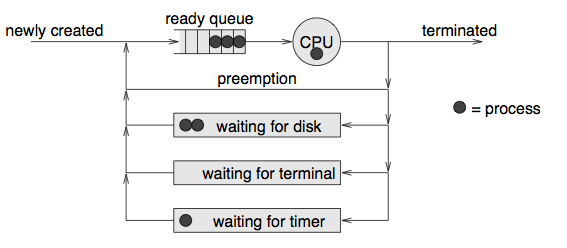 newly created
ready queue
CPU
terminated
preemption
= process
waiting for disk
waiting for terminal
waiting for timer